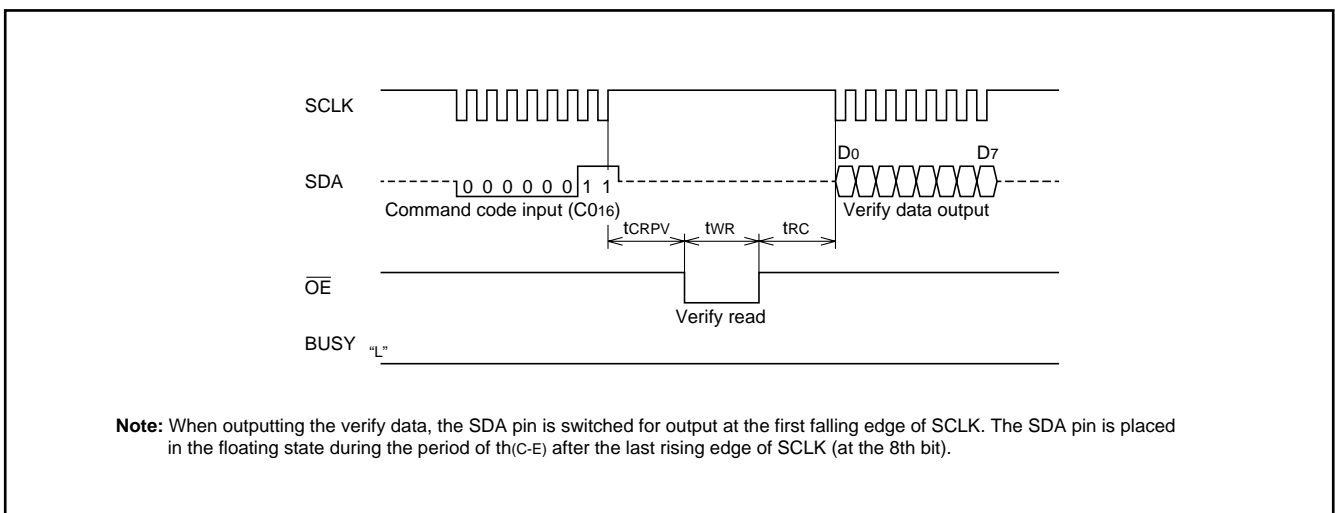 SCLK
D0 D7
SDA
0 0 0 0 0 0 1 1
Command code input (C016)
Verify data output
tCRPV tWR tRC
OE
Verify read
BUSY “L”
Note: When outputting the verify data, the SDA pin is switched for output at the first falling edge of SCLK. The SDA pin is placed
in the floating state during the period of th(C-E) after the last rising edge of SCLK (at the 8th bit).